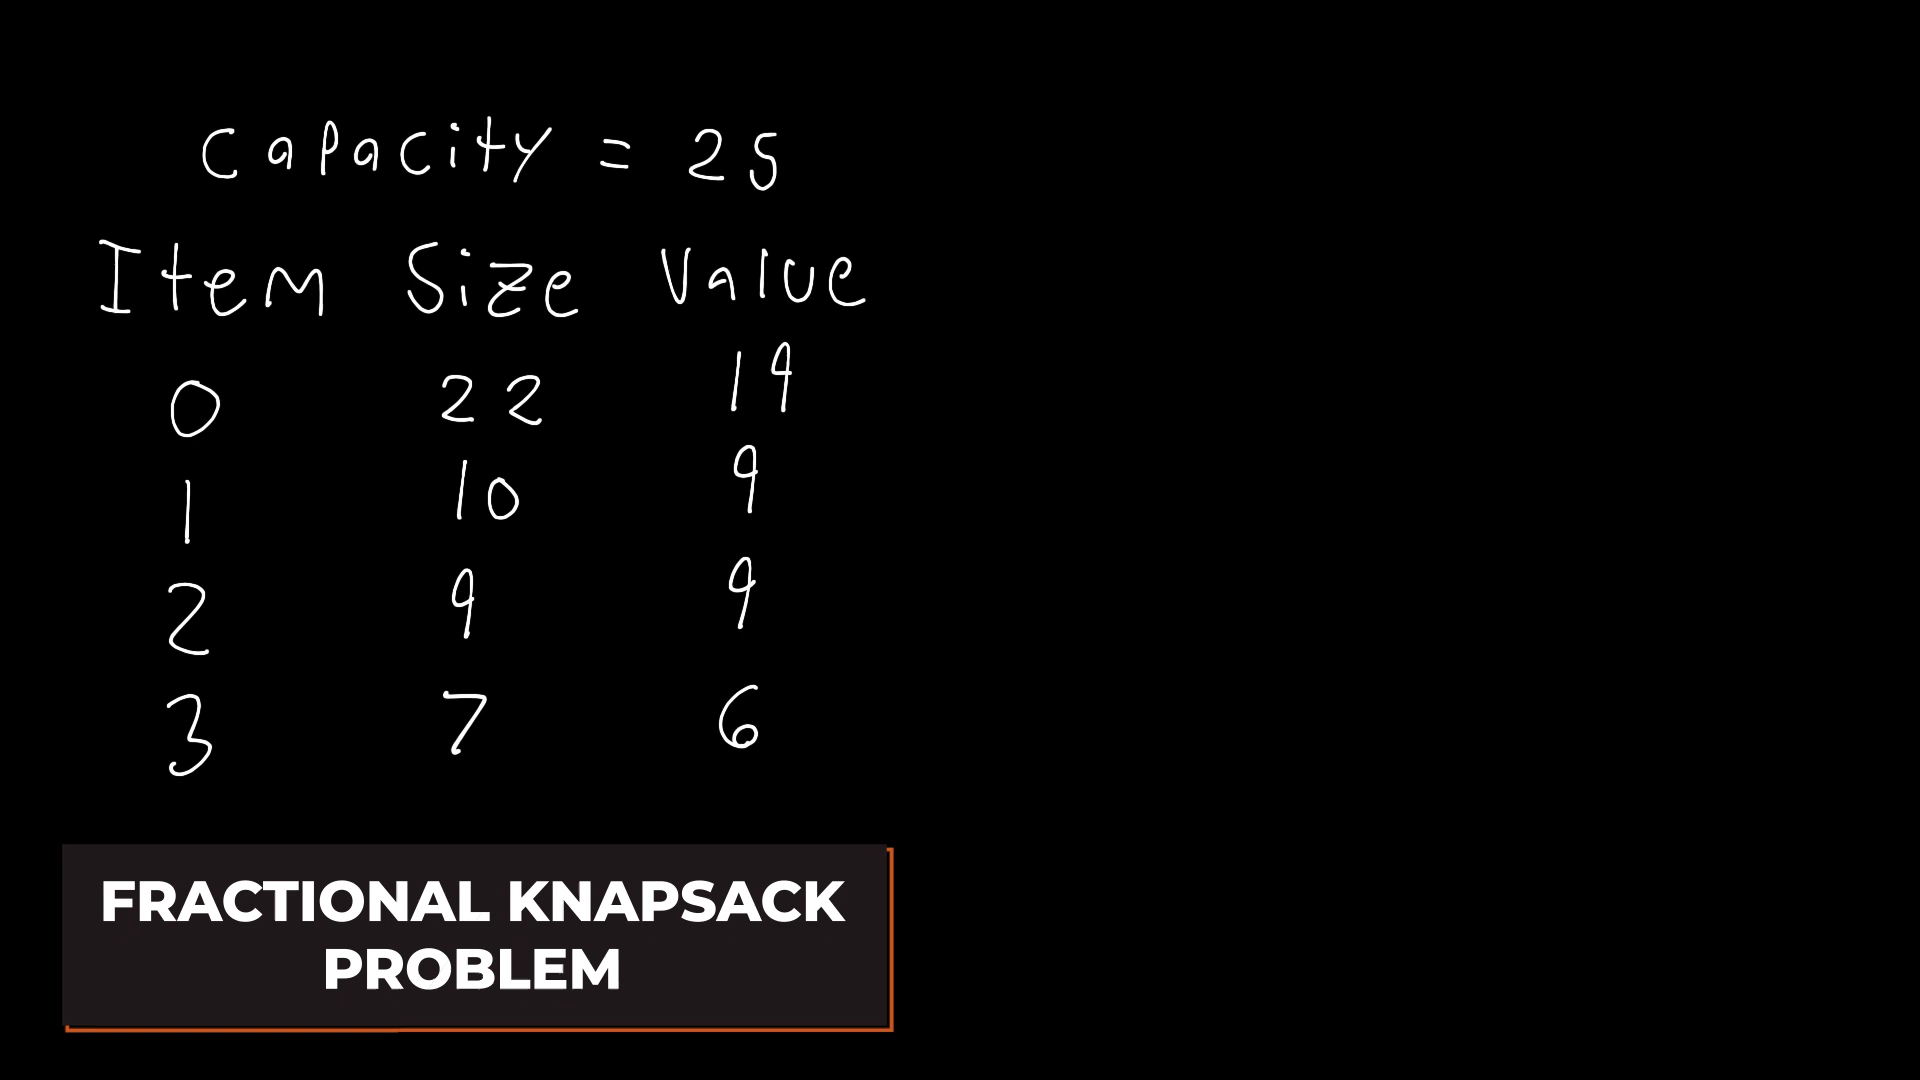 Capacity = 25
Item Size Value
0 22 19
1 10 9
2 9 9
3 7 6
FRACTIONAL KNAPSACK
PROBLEM